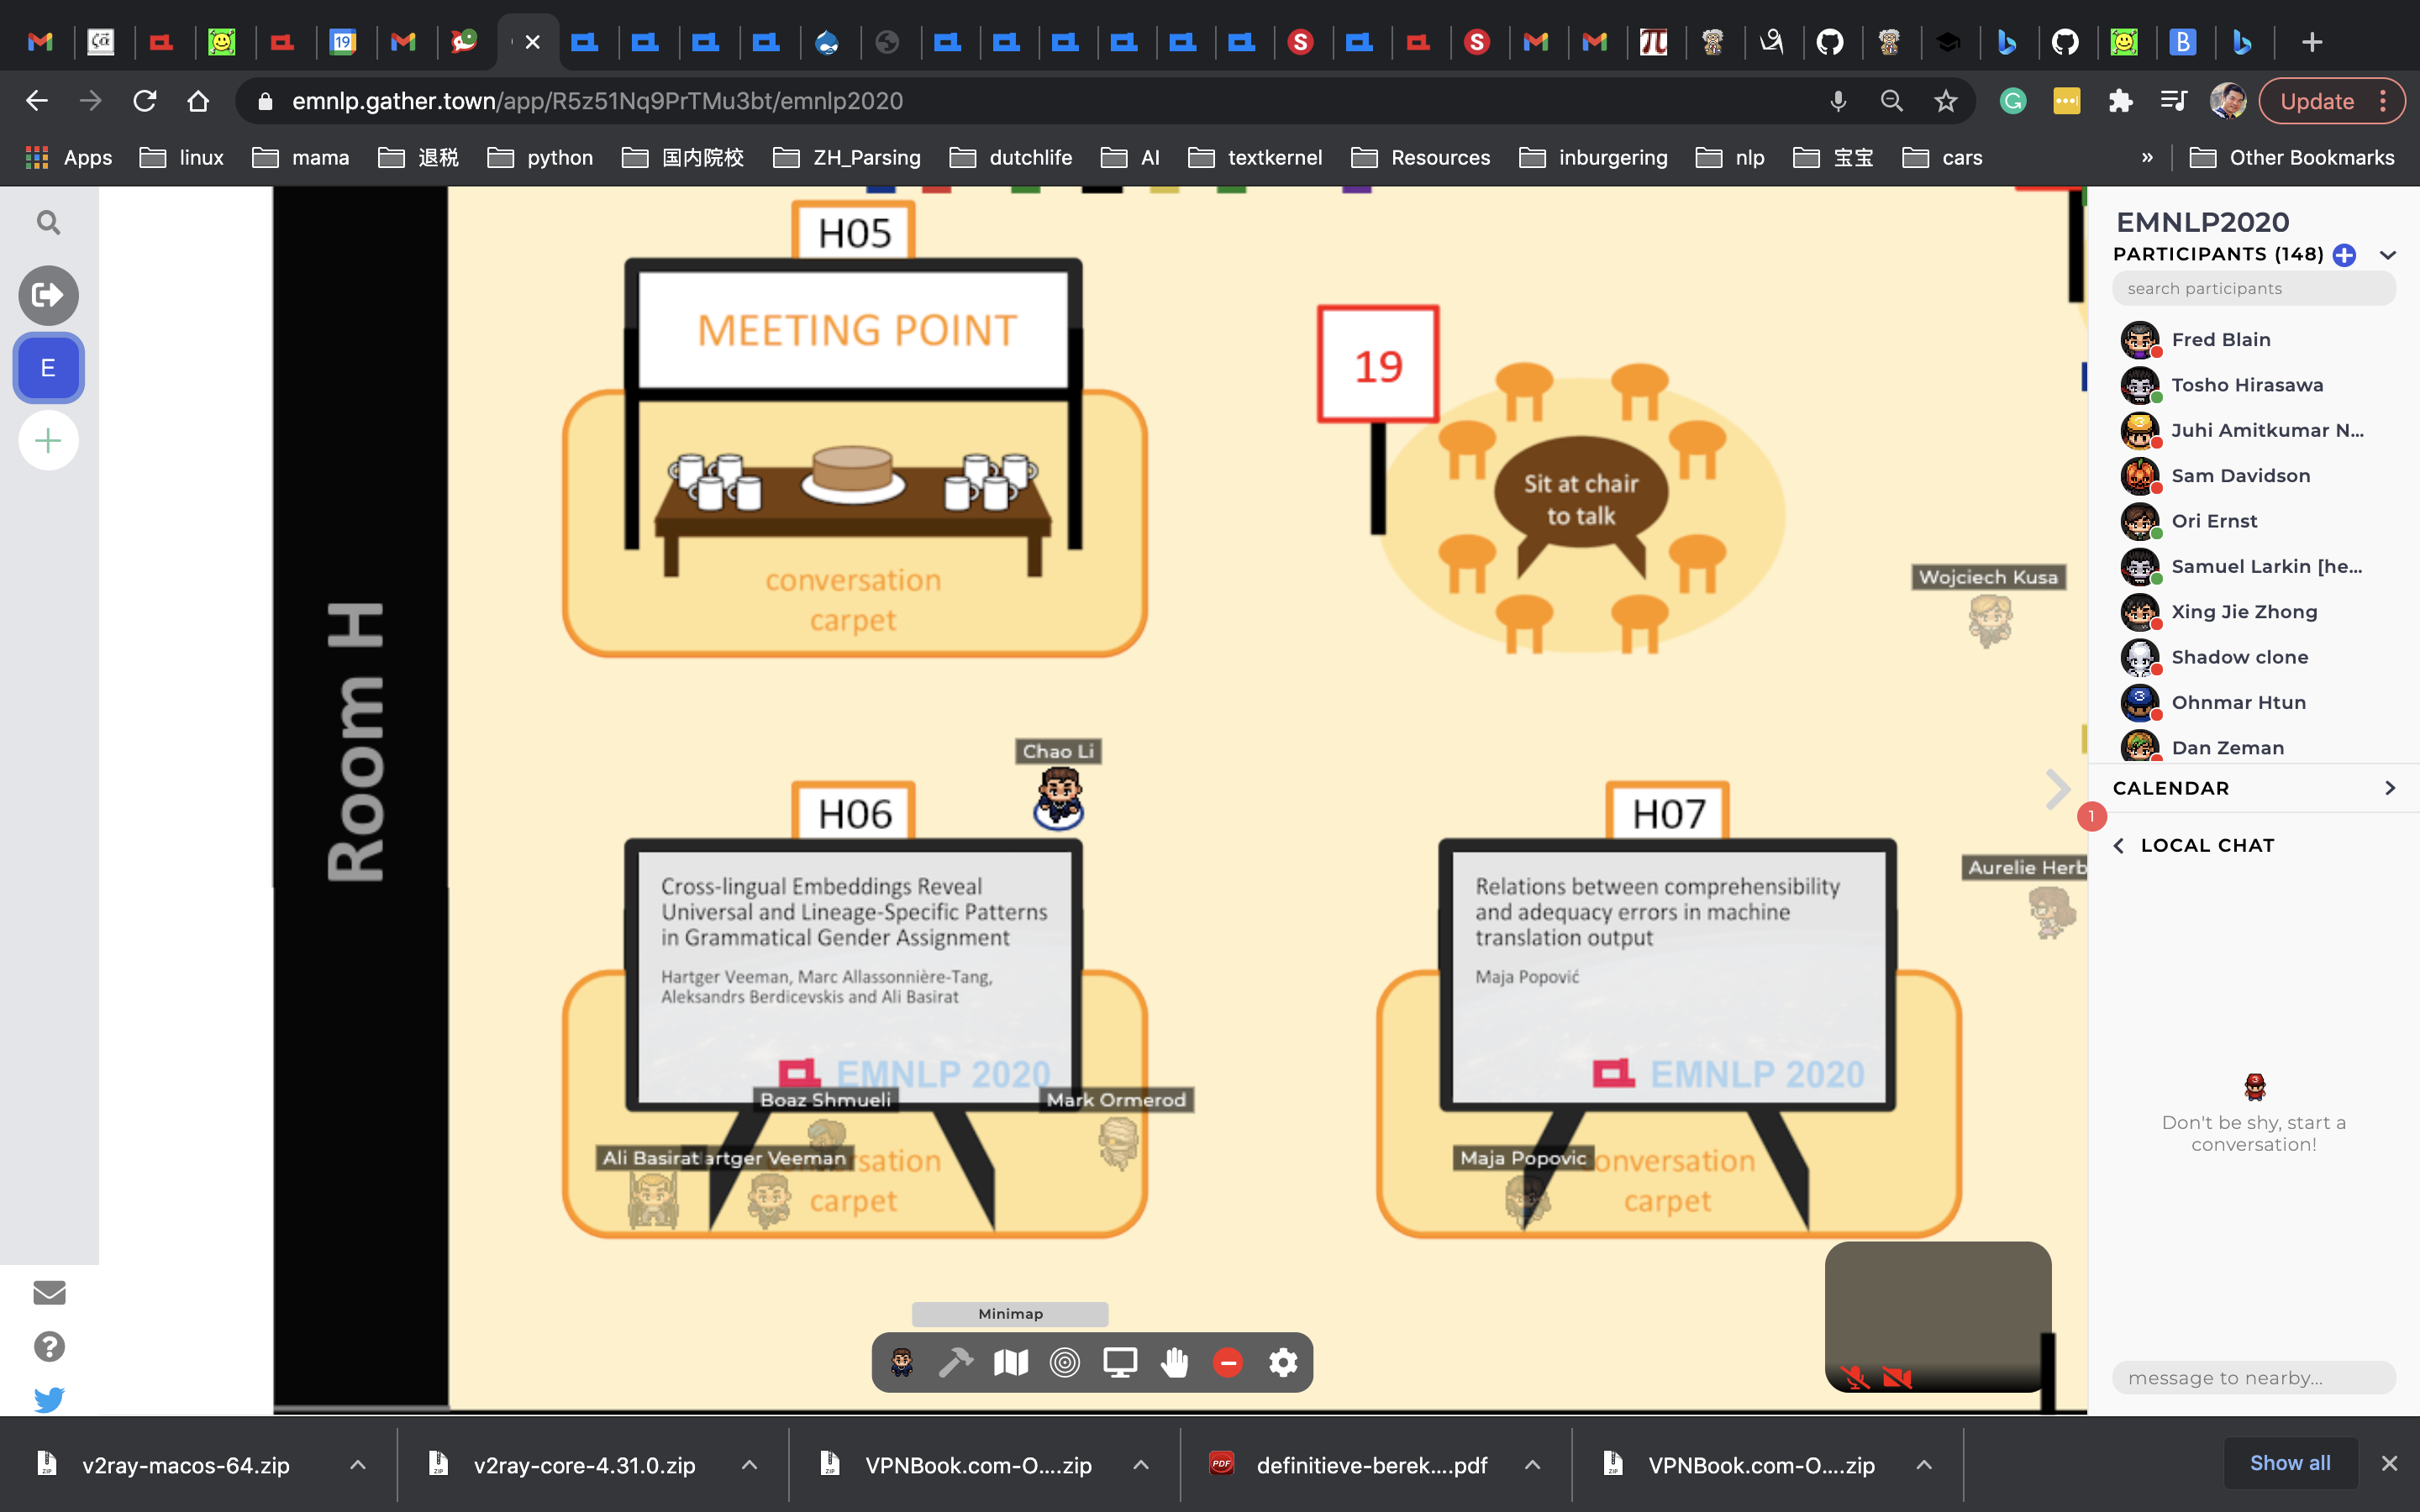 19
S
S
B
emnlp.gather.town/app/R5z51Nq9PrTMu3bt/emnlp2020
G
Update
Apps
linux
mama
退税
python
国内院校
ZH_Parsing
dutchlife
AI
textkernel
Resources
inburgering
nlp
宝宝
cars
»
Other Bookmarks
E
Room H
H05
MEETING POINT
conversation
carpet
19
Sit at chair
to talk
Wojciech Kusa
Chao Li
H06
Cross-lingual Embeddings Reveal
Universal and Lineage-Specific Patterns
in Grammatical Gender Assignment
Hartger Veeman, Marc Allassonnière-Tang,
Aleksandrs Berdicevskis and Ali Basirat
EMNLP 2020
Boaz Shmueli
Mark Ormerod
Ali Basirat
artger Veeman
rsation
carpet
H07
Relations between comprehensibility
and adequacy errors in machine
translation output
Maja Popović
EMNLP 2020
Aurelie Herb
Maja Popovic
onversation
carpet
Minimap
EMNLP2020
PARTICIPANTS (148)
search participants
Fred Blain
Tosho Hirasawa
Juhi Amitkumar N...
Sam Davidson
Ori Ernst
Samuel Larkin [he...
Xing Jie Zhong
Shadow clone
Ohnmar Htun
Dan Zeman
CALENDAR
1
LOCAL CHAT
Don't be shy, start a
conversation!
message to nearby...
v2ray-macos-64.zip
v2ray-core-4.31.0.zip
VPNBook.com-O....zip
PDF
definitieve-berek....pdf
VPNBook.com-O....zip
Show all